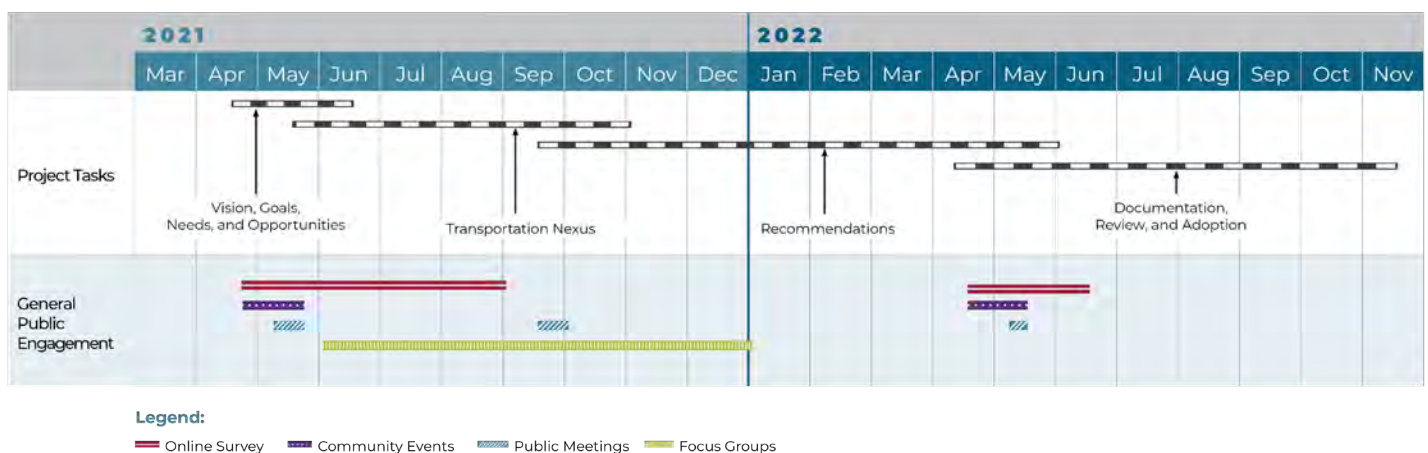 2021
2022
Mar Apr May Jun Jul Aug Sep Oct Nov Dec Jan Feb Mar Apr May Jun Jul Aug Sep Oct Nov
Project Tasks
Vision, Goals,
Needs, and Opportunities
Transportation Nexus
Recommendations
Documentation,
Review, and Adoption
General
Public
Engagement
Legend:
Online Survey Community Events Public Meetings Focus Groups